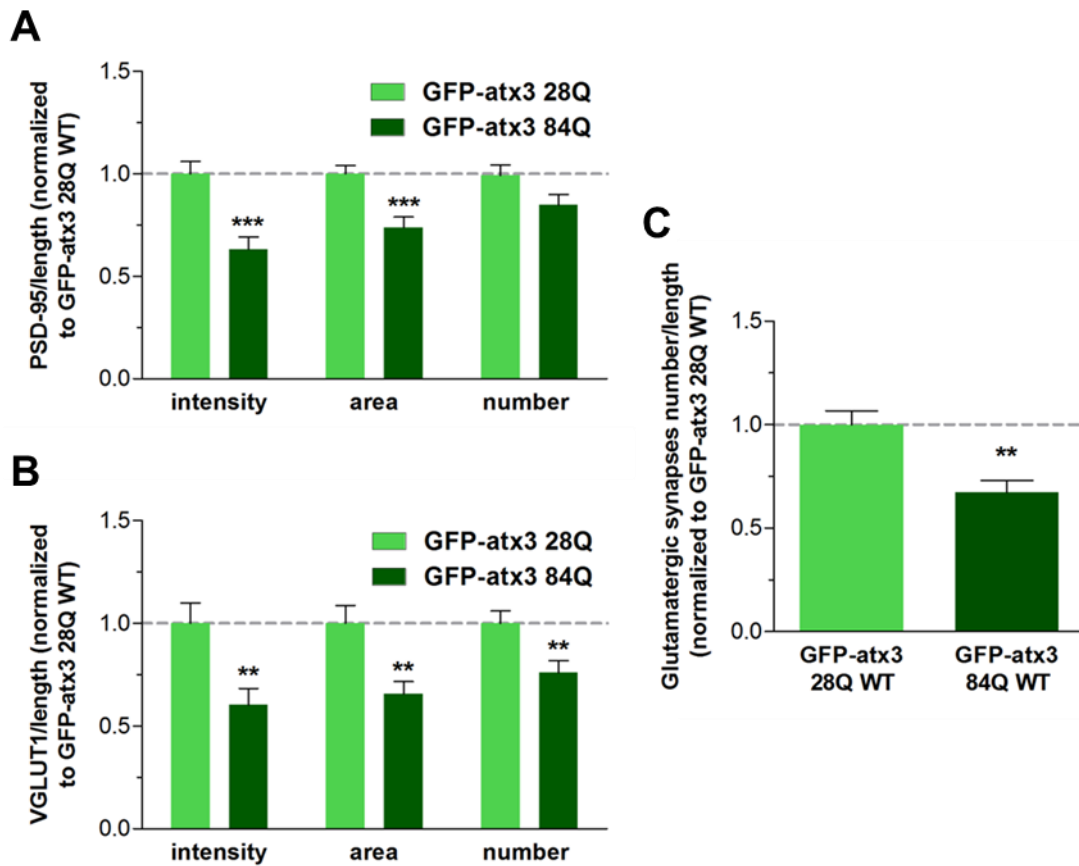 A
PSD-95/length (normalized
to GFP-atx3 28Q WT)
1.5
1.0
0.5
0.0
GFP-atx3 28Q
GFP-atx3 84Q
***
***
intensity
area
number
B
VGLUT1/length (normalized
to GFP-atx3 28Q WT)
1.5
1.0
0.5
0.0
GFP-atx3 28Q
GFP-atx3 84Q
**
**
**
intensity
area
number
C
Glutamatergic synapses number/length
(normalized to GFP-atx3 28Q WT)
1.5
1.0
0.5
0.0
**
GFP-atx3
28Q WT
GFP-atx3
84Q WT